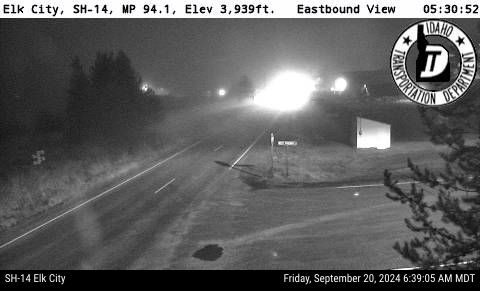 Elk City, SH-14, MP 94.1, Elev 3,939ft. Eastbound View 05:30:52
IDAHO
TRANSPORTATION DEPARTMENT
SH-14 Elk City Friday, September 20, 2024 6:39:05 AM MDT